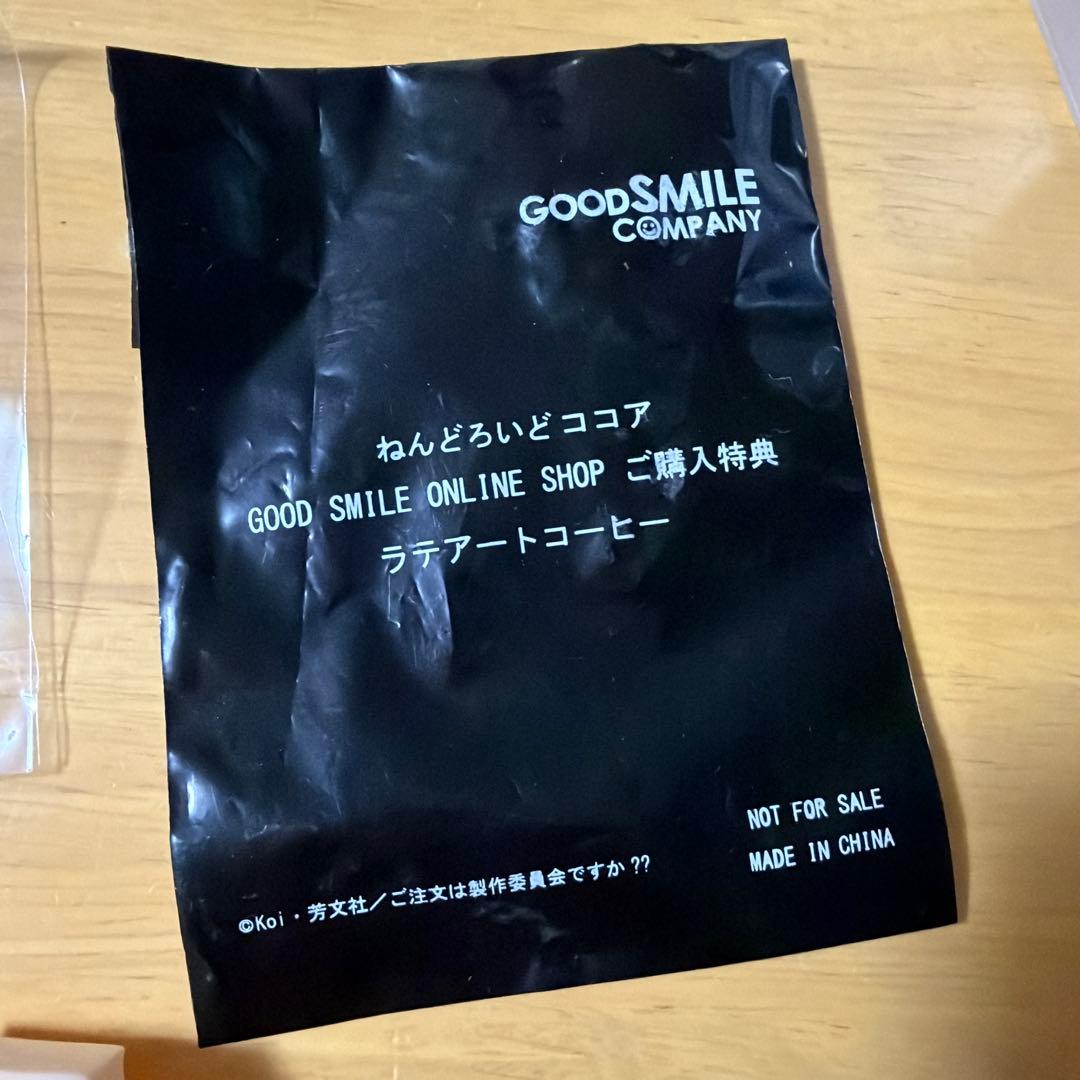 GOODSMILE
COMPANY
ねんどろいどココア
GOOD SMILE ONLINE SHOP ご購入特典
ラテアートコーヒー
NOT FOR SALE
MADE IN CHINA
©Koi・芳文社／ご注文は製作委員会ですか??